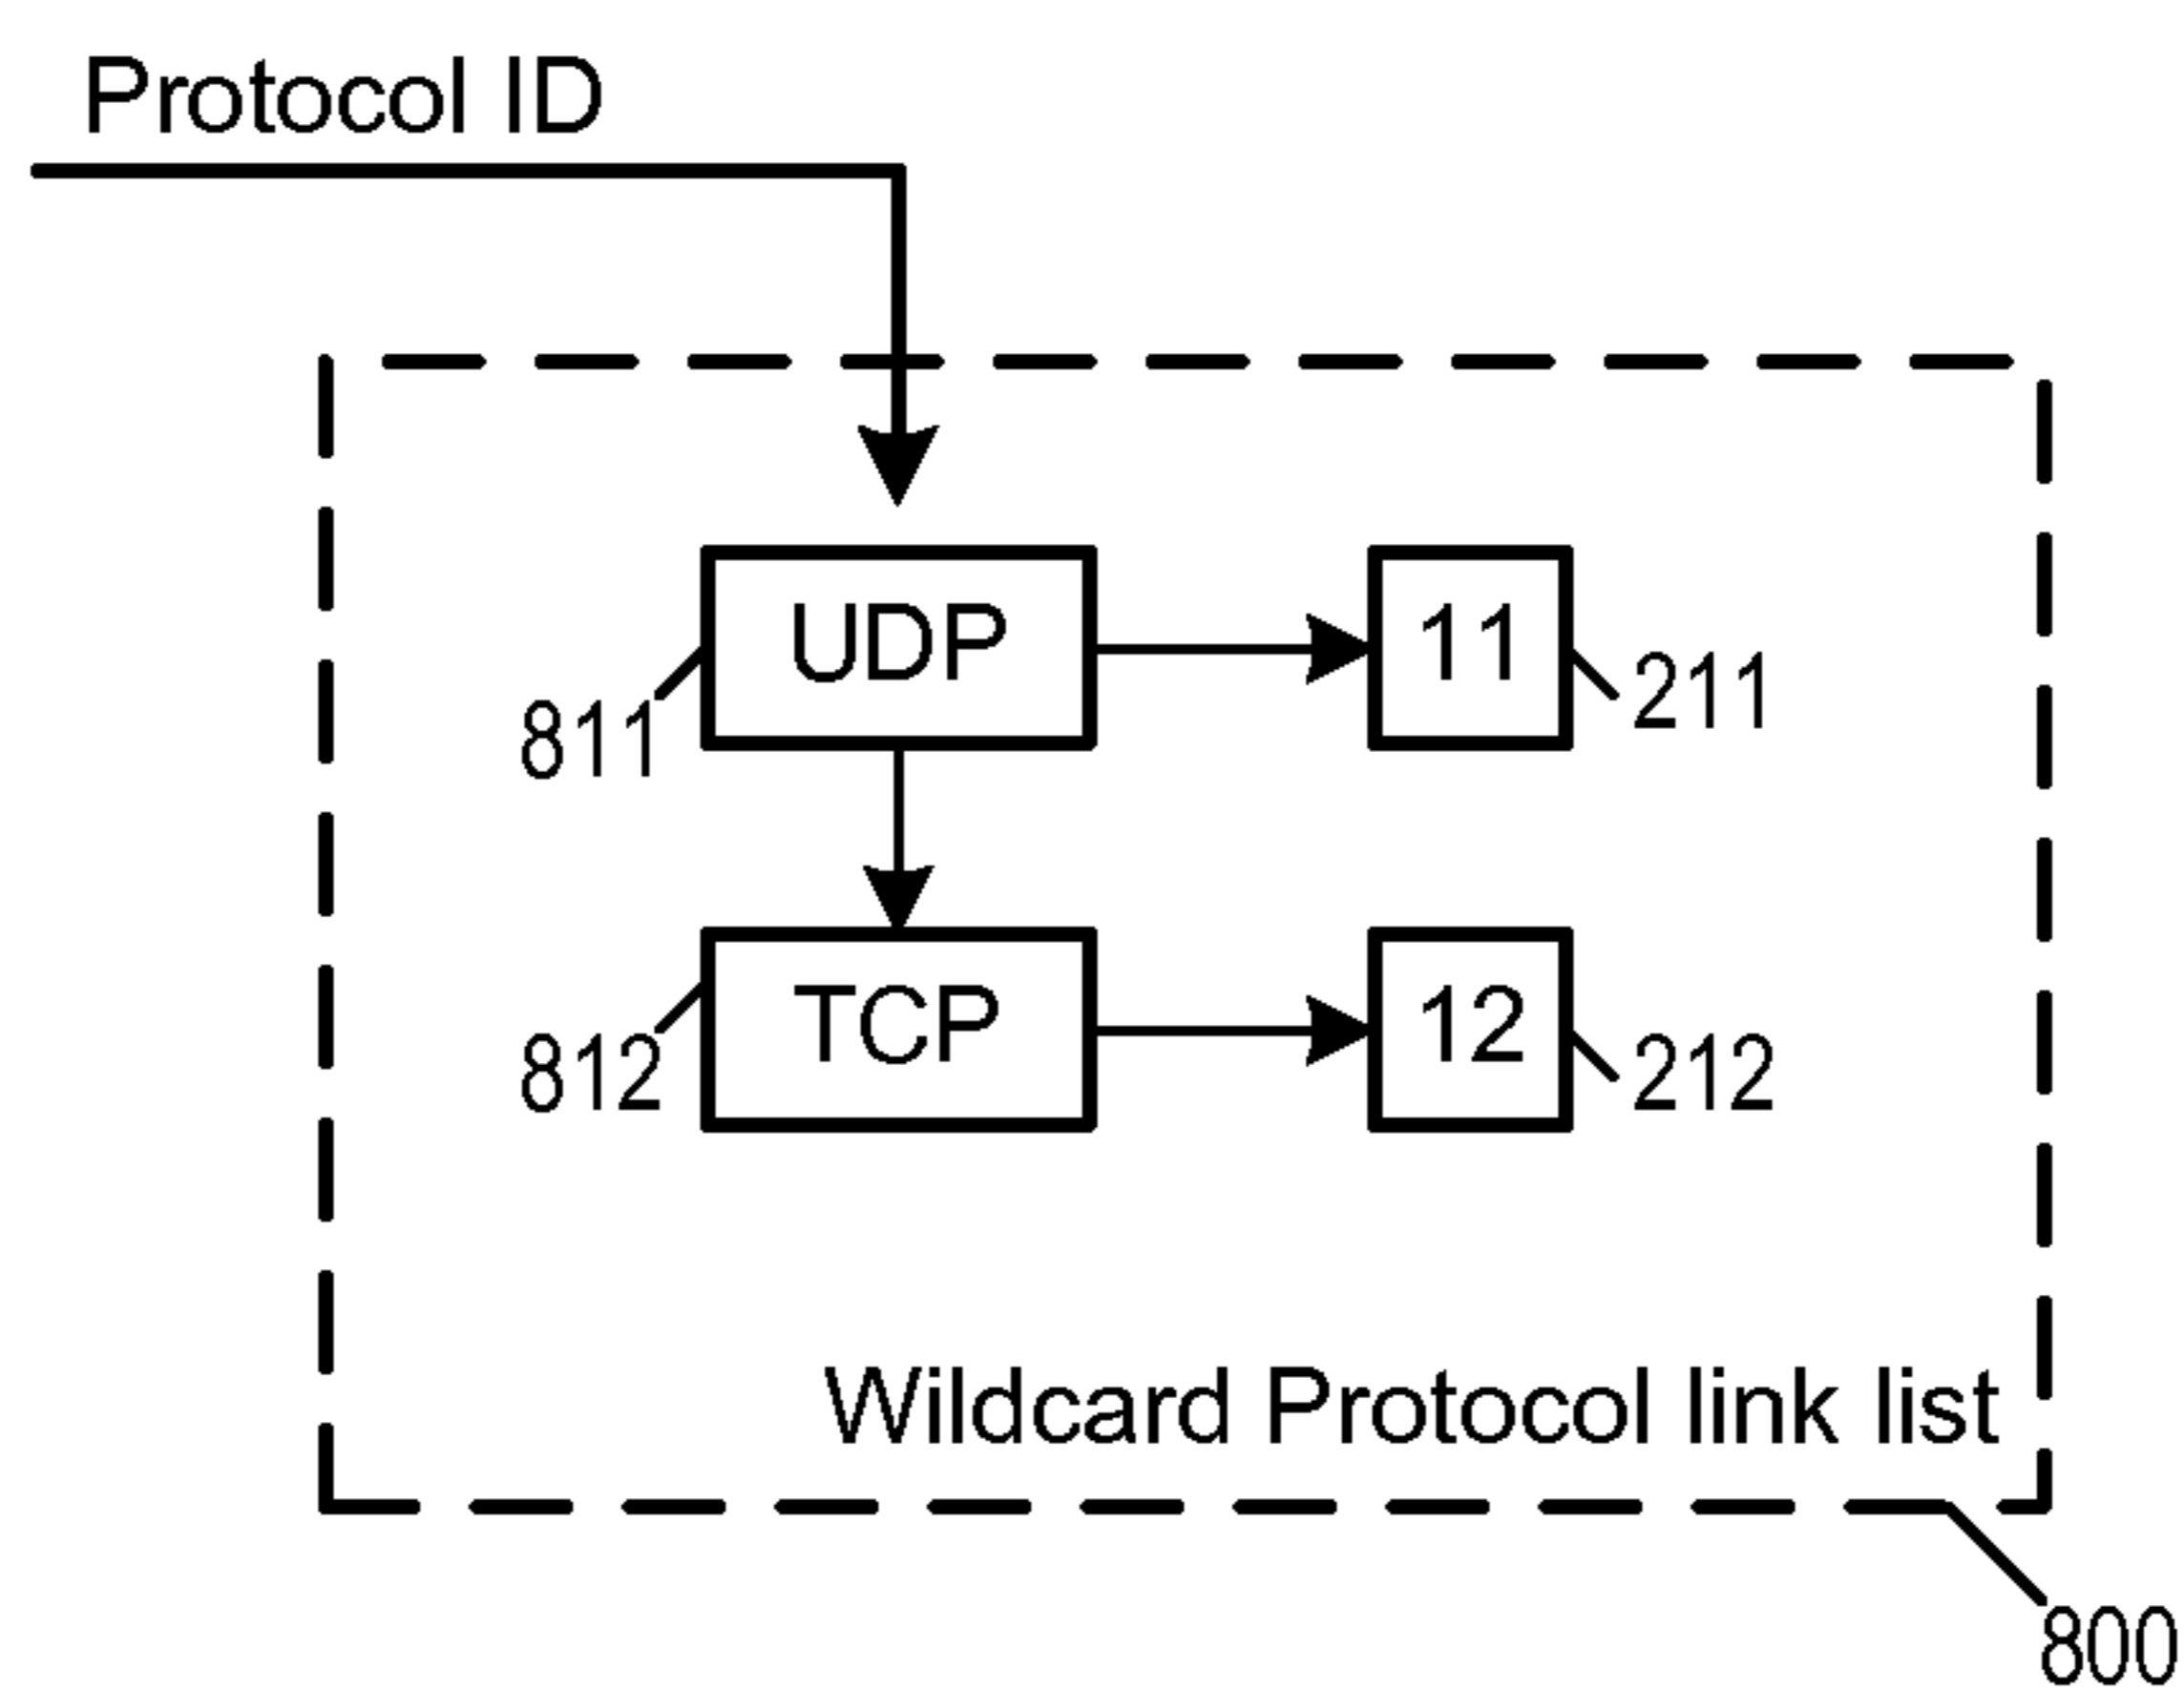 Protocol ID
UDP
11
811
211
TCP
12
812
212
Wildcard Protocol link list
800